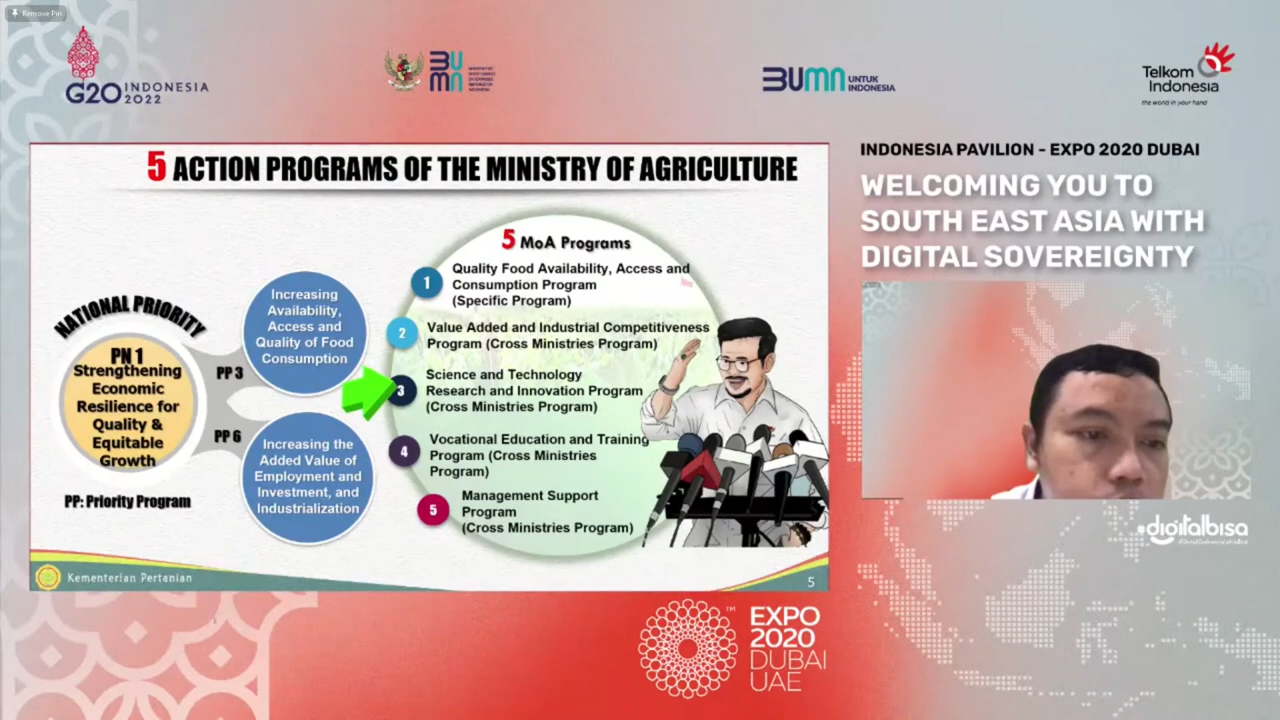 Remove Pin
G20 INDONESIA
2022
BUMN
BUMN UNTUK
INDONESIA
Telkom
Indonesia
the world in your hand
5 ACTION PROGRAMS OF THE MINISTRY OF AGRICULTURE
NATIONAL PRIORITY
PN 1
Strengthening
Economic
Resilience for
Quality &
Equitable
Growth
PP 3
PP 6
PP: Priority Program
Increasing
Availability,
Access and
Quality of Food
Consumption
Increasing the
Added Value of
Employment and
Investment, and
Industrialization
5 MoA Programs
1
Quality Food Availability, Access and
Consumption Program
(Specific Program)
2
Value Added and Industrial Competitiveness
Program (Cross Ministries Program)
3
Science and Technology
Research and Innovation Program
(Cross Ministries Program)
4
Vocational Education and Training
Program (Cross Ministries
Program)
5
Management Support
Program
(Cross Ministries Program)
Kementerian Pertanian
5
INDONESIA PAVILION - EXPO 2020 DUBAI
WELCOMING YOU TO
SOUTH EAST ASIA WITH
DIGITAL SOVEREIGNTY
digitalbisa
EXPO
2020
DUBAI
UAE
TM